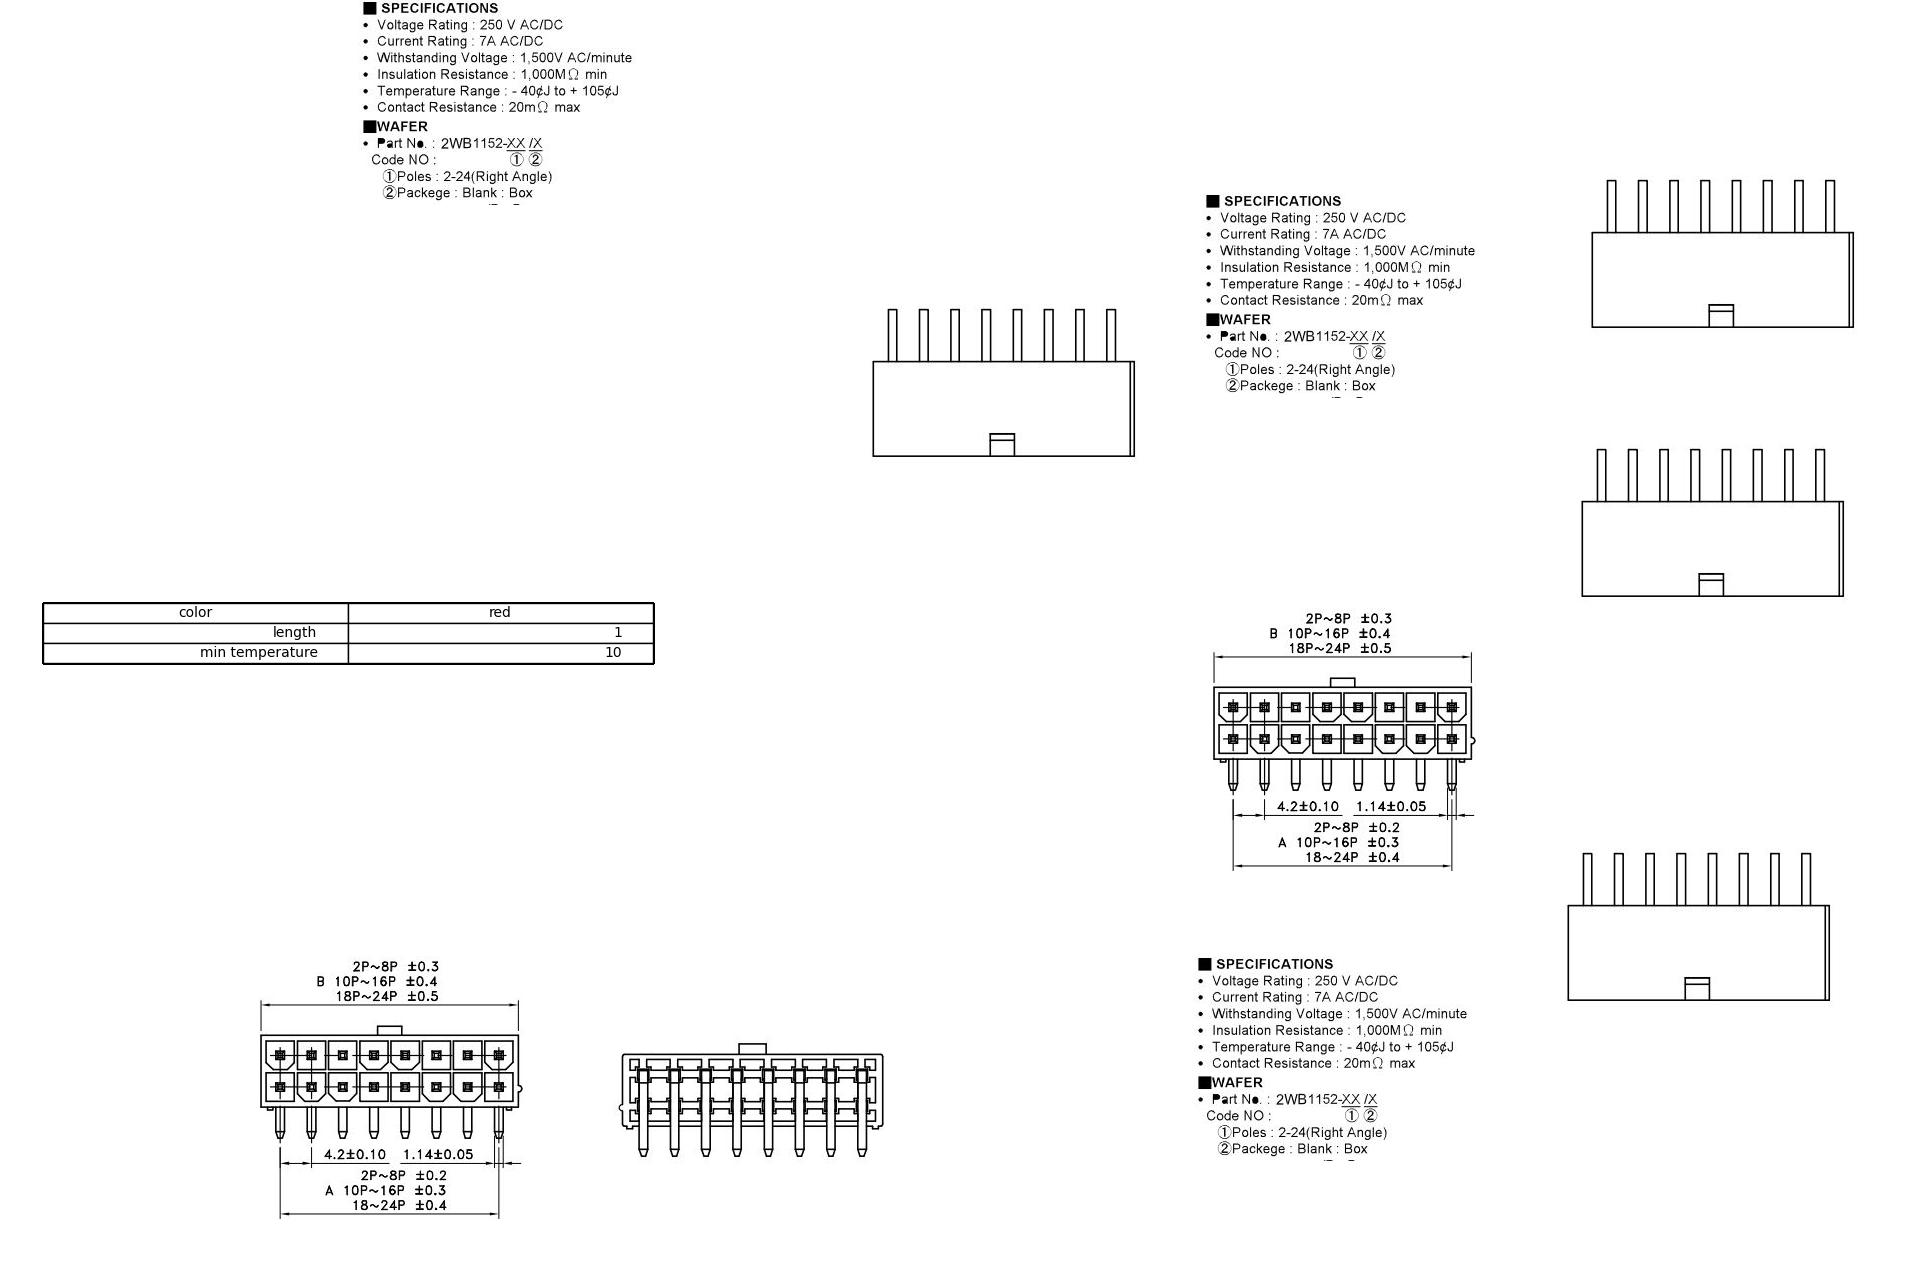 ■ SPECIFICATIONS
• Voltage Rating : 250 V AC/DC
• Current Rating : 7A AC/DC
• Withstanding Voltage : 1,500V AC/minute
• Insulation Resistance : 1,000MΩ min
• Temperature Range : - 40¢J to + 105¢J
• Contact Resistance : 20mΩ max
■WAFER
• Part No. : 2WB1152-XX /X
Code NO : ① ②
①Poles : 2-24(Right Angle)
②Packege : Blank : Box
■ SPECIFICATIONS
• Voltage Rating : 250 V AC/DC
• Current Rating : 7A AC/DC
• Withstanding Voltage : 1,500V AC/minute
• Insulation Resistance : 1,000MΩ min
• Temperature Range : - 40¢J to + 105¢J
• Contact Resistance : 20mΩ max
■WAFER
• Part No. : 2WB1152-XX /X
Code NO : ① ②
①Poles : 2-24(Right Angle)
②Packege : Blank : Box
color red
length 1
min temperature 10
2P~8P ±0.3
B 10P~16P ±0.4
18P~24P ±0.5
4.2±0.10 1.14±0.05
2P~8P ±0.2
A 10P~16P ±0.3
18~24P ±0.4
2P~8P ±0.3
B 10P~16P ±0.4
18P~24P ±0.5
4.2±0.10 1.14±0.05
2P~8P ±0.2
A 10P~16P ±0.3
18~24P ±0.4
■ SPECIFICATIONS
• Voltage Rating : 250 V AC/DC
• Current Rating : 7A AC/DC
• Withstanding Voltage : 1,500V AC/minute
• Insulation Resistance : 1,000MΩ min
• Temperature Range : - 40¢J to + 105¢J
• Contact Resistance : 20mΩ max
■WAFER
• Part No. : 2WB1152-XX /X
Code NO : ① ②
①Poles : 2-24(Right Angle)
②Packege : Blank : Box